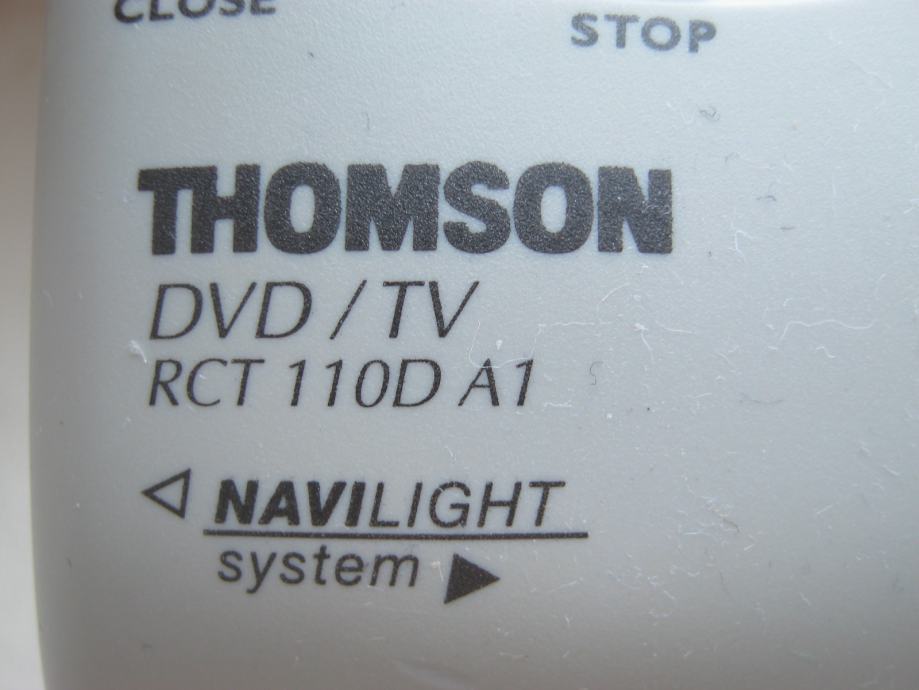 CLOSE
STOP
THOMSON
DVD / TV
RCT 110D A1
NAVILIGHT
system